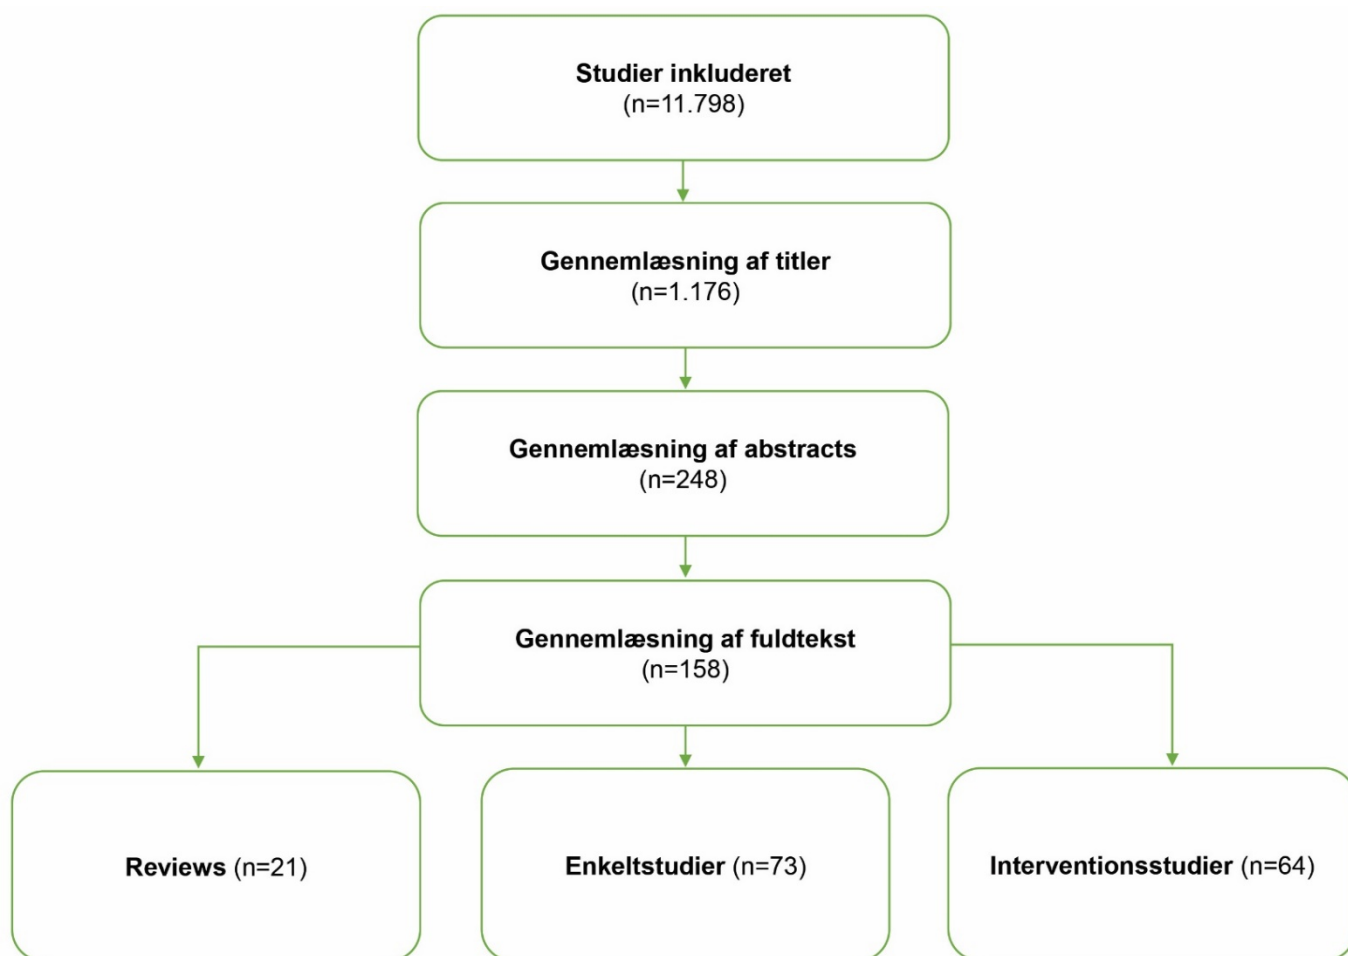 Studier inkluderet
(n=11.798)
Gennemlæsning af titler
(n=1.176)
Gennemlæsning af abstracts
(n=248)
Gennemlæsning af fuldtekst
(n=158)
Reviews (n=21)
Enkeltstudier (n=73)
Interventionsstudier (n=64)